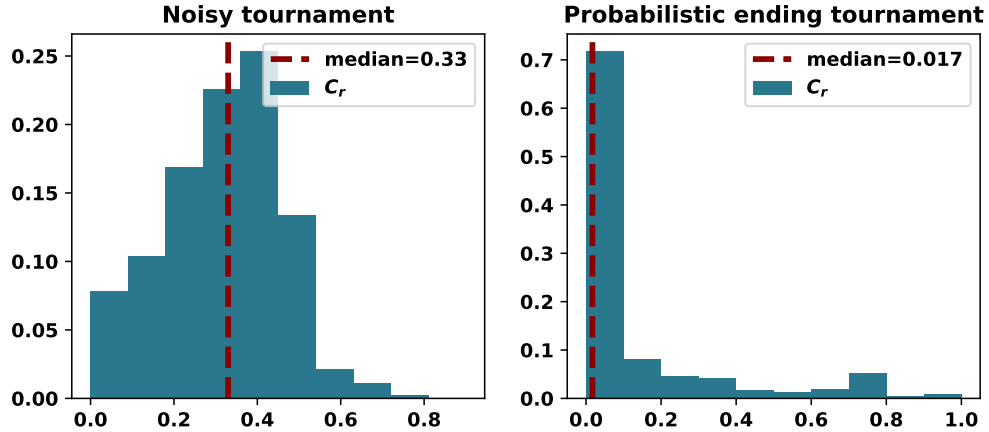 Noisy tournament
median=0.33
C_r
0.25
0.20
0.15
0.10
0.05
0.00
0.0 0.2 0.4 0.6 0.8
Probabilistic ending tournament
median=0.017
C_r
0.7
0.6
0.5
0.4
0.3
0.2
0.1
0.0
0.0 0.2 0.4 0.6 0.8 1.0